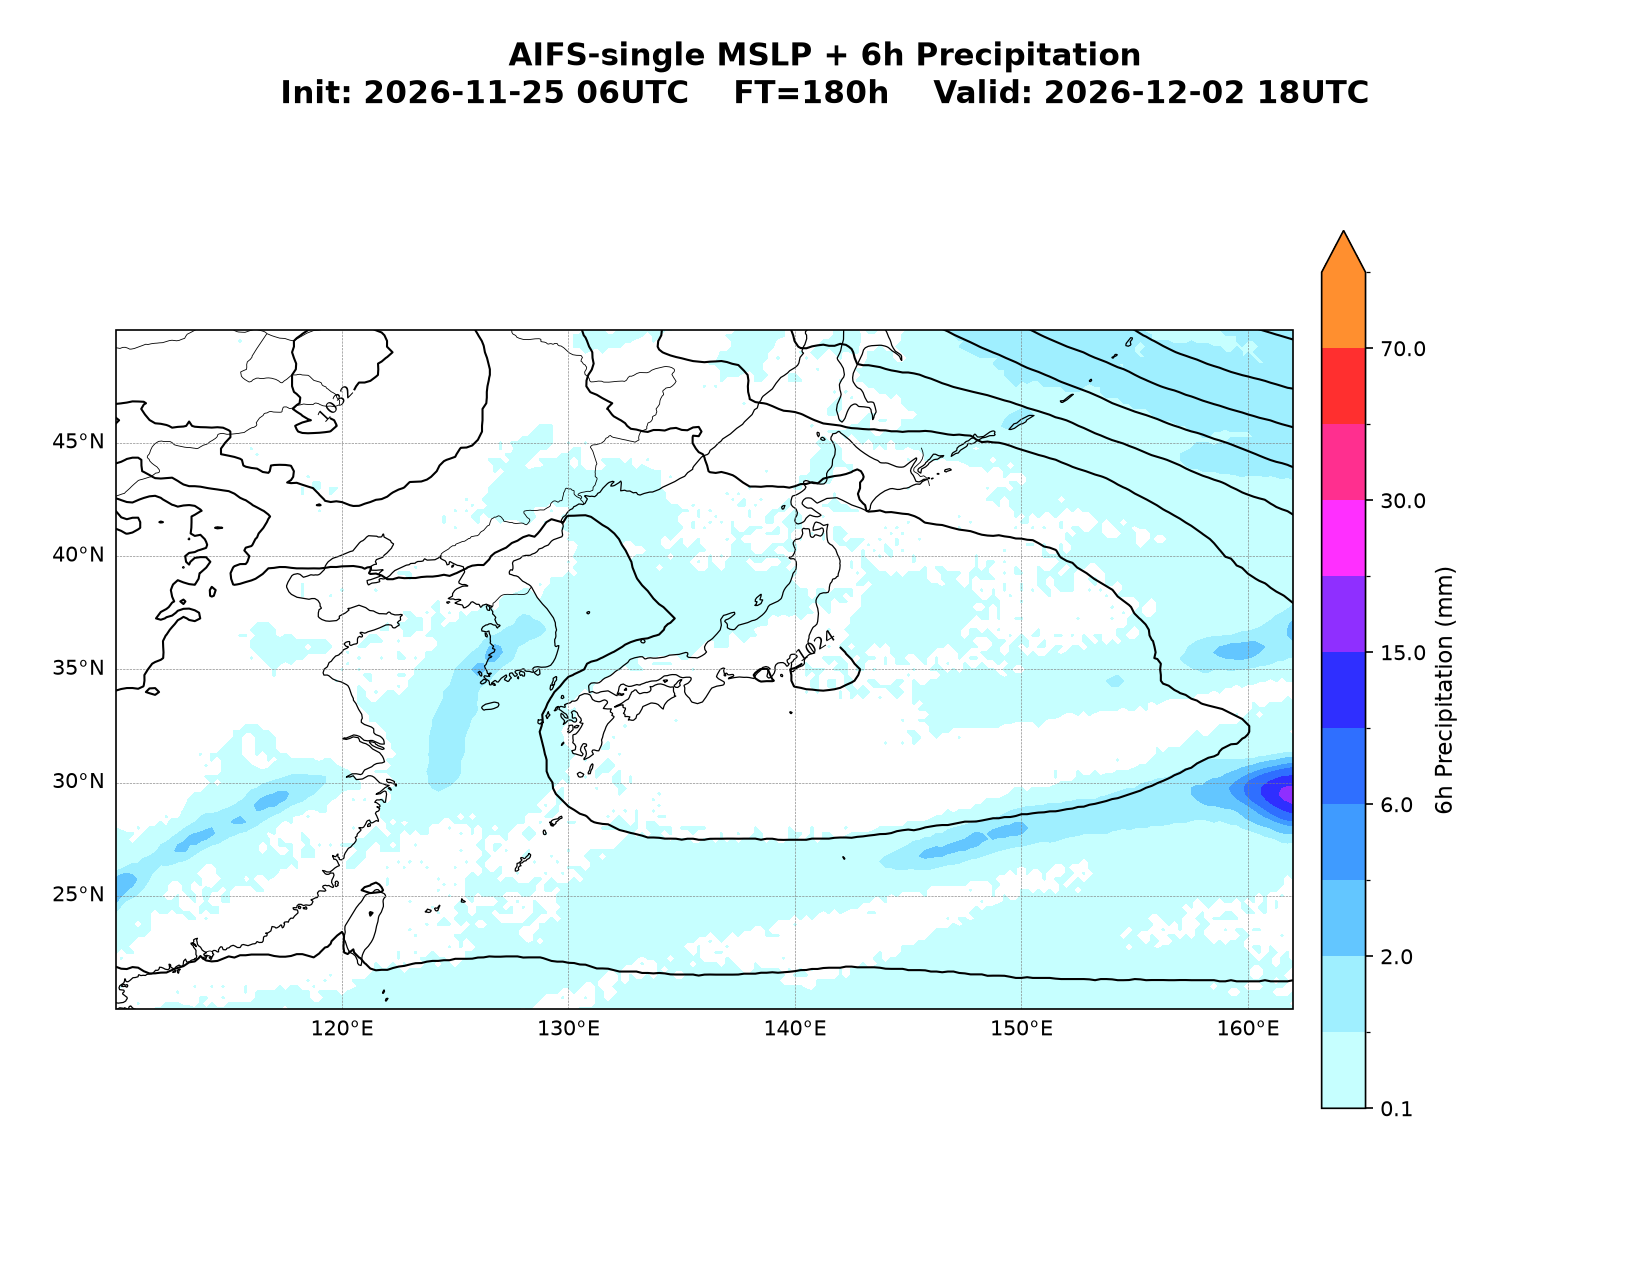 AIFS-single MSLP + 6h Precipitation
Init: 2026-11-25 06UTC    FT=180h    Valid: 2026-12-02 18UTC
1032
1024
45°N
40°N
35°N
30°N
25°N
120°E
130°E
140°E
150°E
160°E
70.0
30.0
15.0
6.0
2.0
0.1
6h Precipitation (mm)